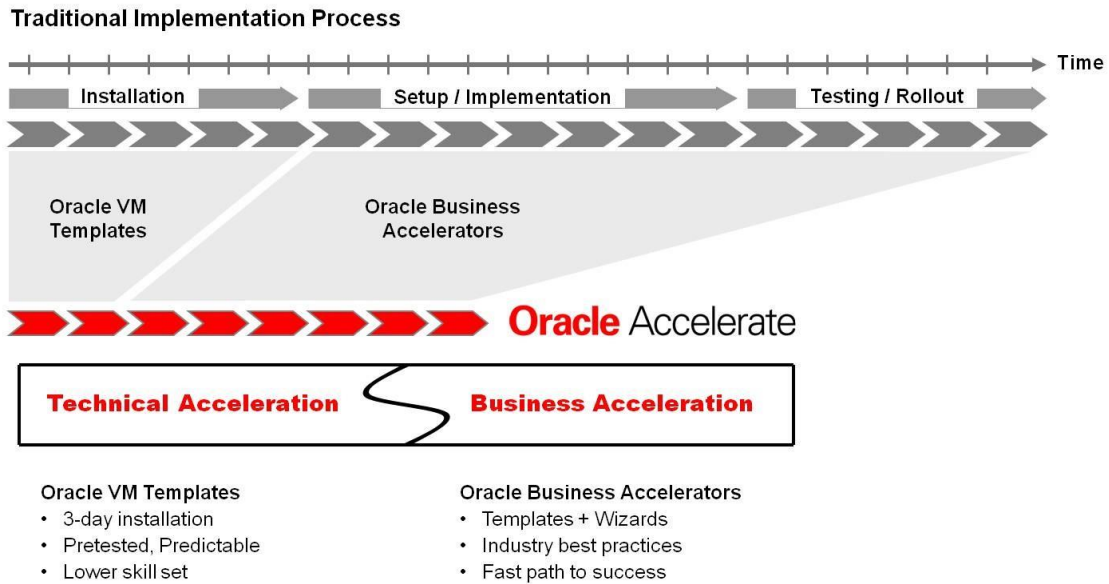 Traditional Implementation Process
Time
Installation
Setup / Implementation
Testing / Rollout
Oracle VM
Templates
Oracle Business
Accelerators
Oracle Accelerate
Technical Acceleration
Business Acceleration
Oracle VM Templates
• 3-day installation
• Pretested, Predictable
• Lower skill set
Oracle Business Accelerators
• Templates + Wizards
• Industry best practices
• Fast path to success